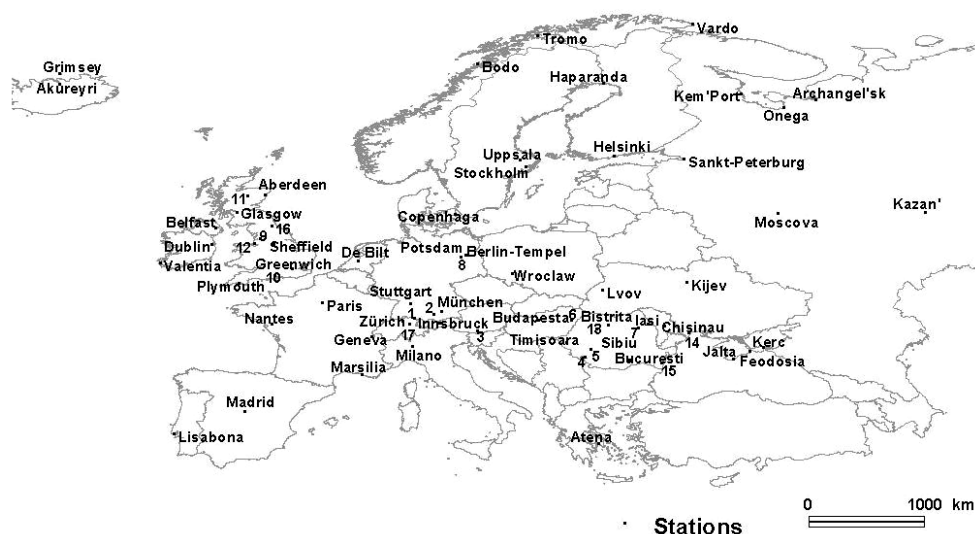 Vardo
Tromo
Bodo
Grimsey
Akureyri
Haparanda
Kem'Port
Archangel'sk
Onega
Helsinki
Uppsala
Stockholm
Sankt-Peterburg
Aberdeen
11
Glasgow
Belfast
16
9
Dublin
12
Sheffield
Copenhaga
Moscova
Kazan'
De Bilt
Potsdam
Berlin-Tempel
8
Valentia
Greenwich
10
Plymouth
Wroclaw
Kijev
Lvov
Stuttgart
Paris
2
München
1
Nantes
Zürich
Innsbruck
Budapesta
6
Bistrita
Iasi
Chişinau
18
7
17
3
Geneva
Timisoara
Sibiu
14
Kerc
Jalta
Milano
5
4
Bucuresti
Feodosia
15
Marsilia
Madrid
Lisabona
Atena
0
1000 km
Stations